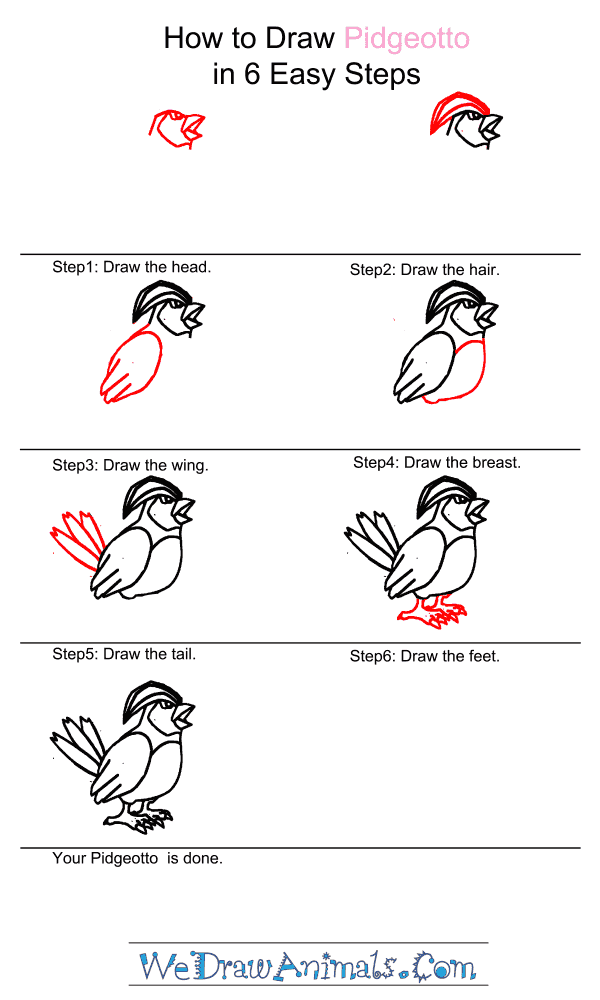 How to Draw Pidgeotto
in 6 Easy Steps
Step1: Draw the head.
Step2: Draw the hair.
Step3: Draw the wing.
Step4: Draw the breast.
Step5: Draw the tail.
Step6: Draw the feet.
Your Pidgeotto  is done.
WeDrawAnimals.Com